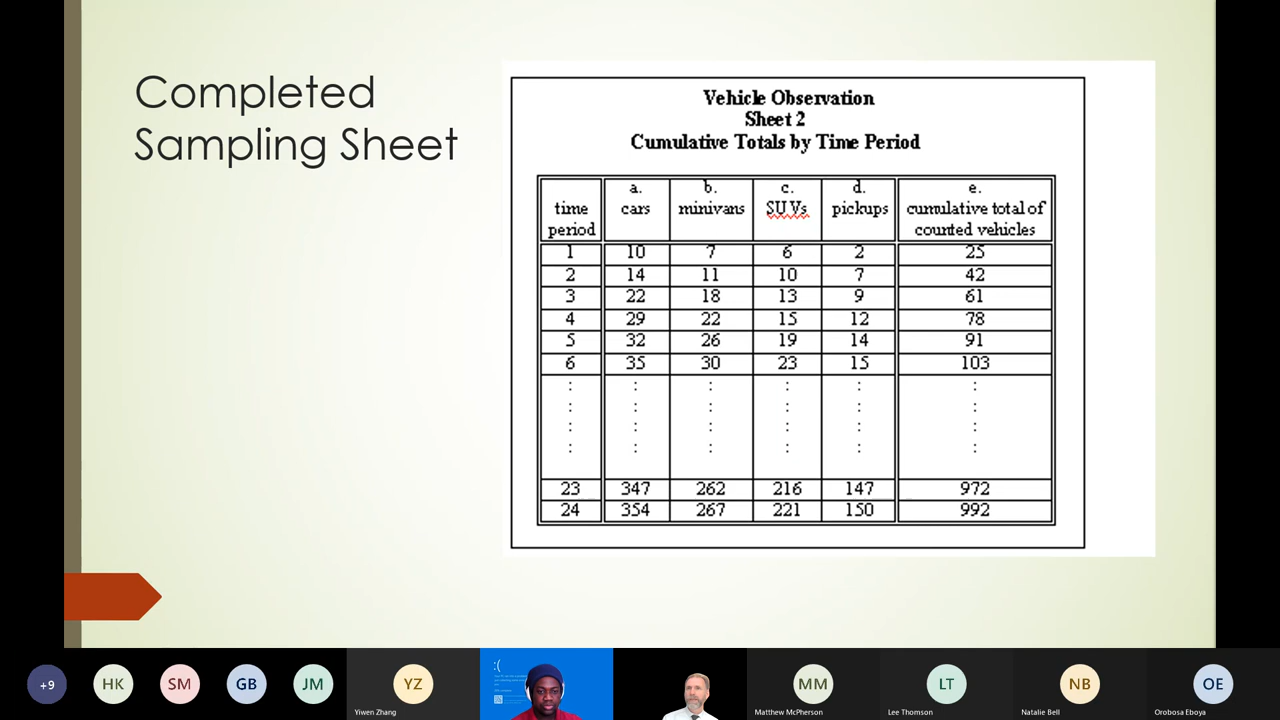 Completed
Sampling Sheet
Vehicle Observation
Sheet 2
Cumulative Totals by Time Period
time period a. cars b. minivans c. SUVs d. pickups e. cumulative total of counted vehicles
1 10 7 6 2 25
2 14 11 10 7 42
3 22 18 13 9 61
4 29 22 15 12 78
5 32 26 19 14 91
6 35 30 23 15 103
: : : : : :
: : : : : :
: : : : : :
: : : : : :
23 347 262 216 147 972
24 354 267 221 150 992
+9 HK SM GB JM YZ :( MM LT NB OE
Yiwen Zhang Matthew McPherson Lee Thomson Natalie Bell Orobosa Eboya